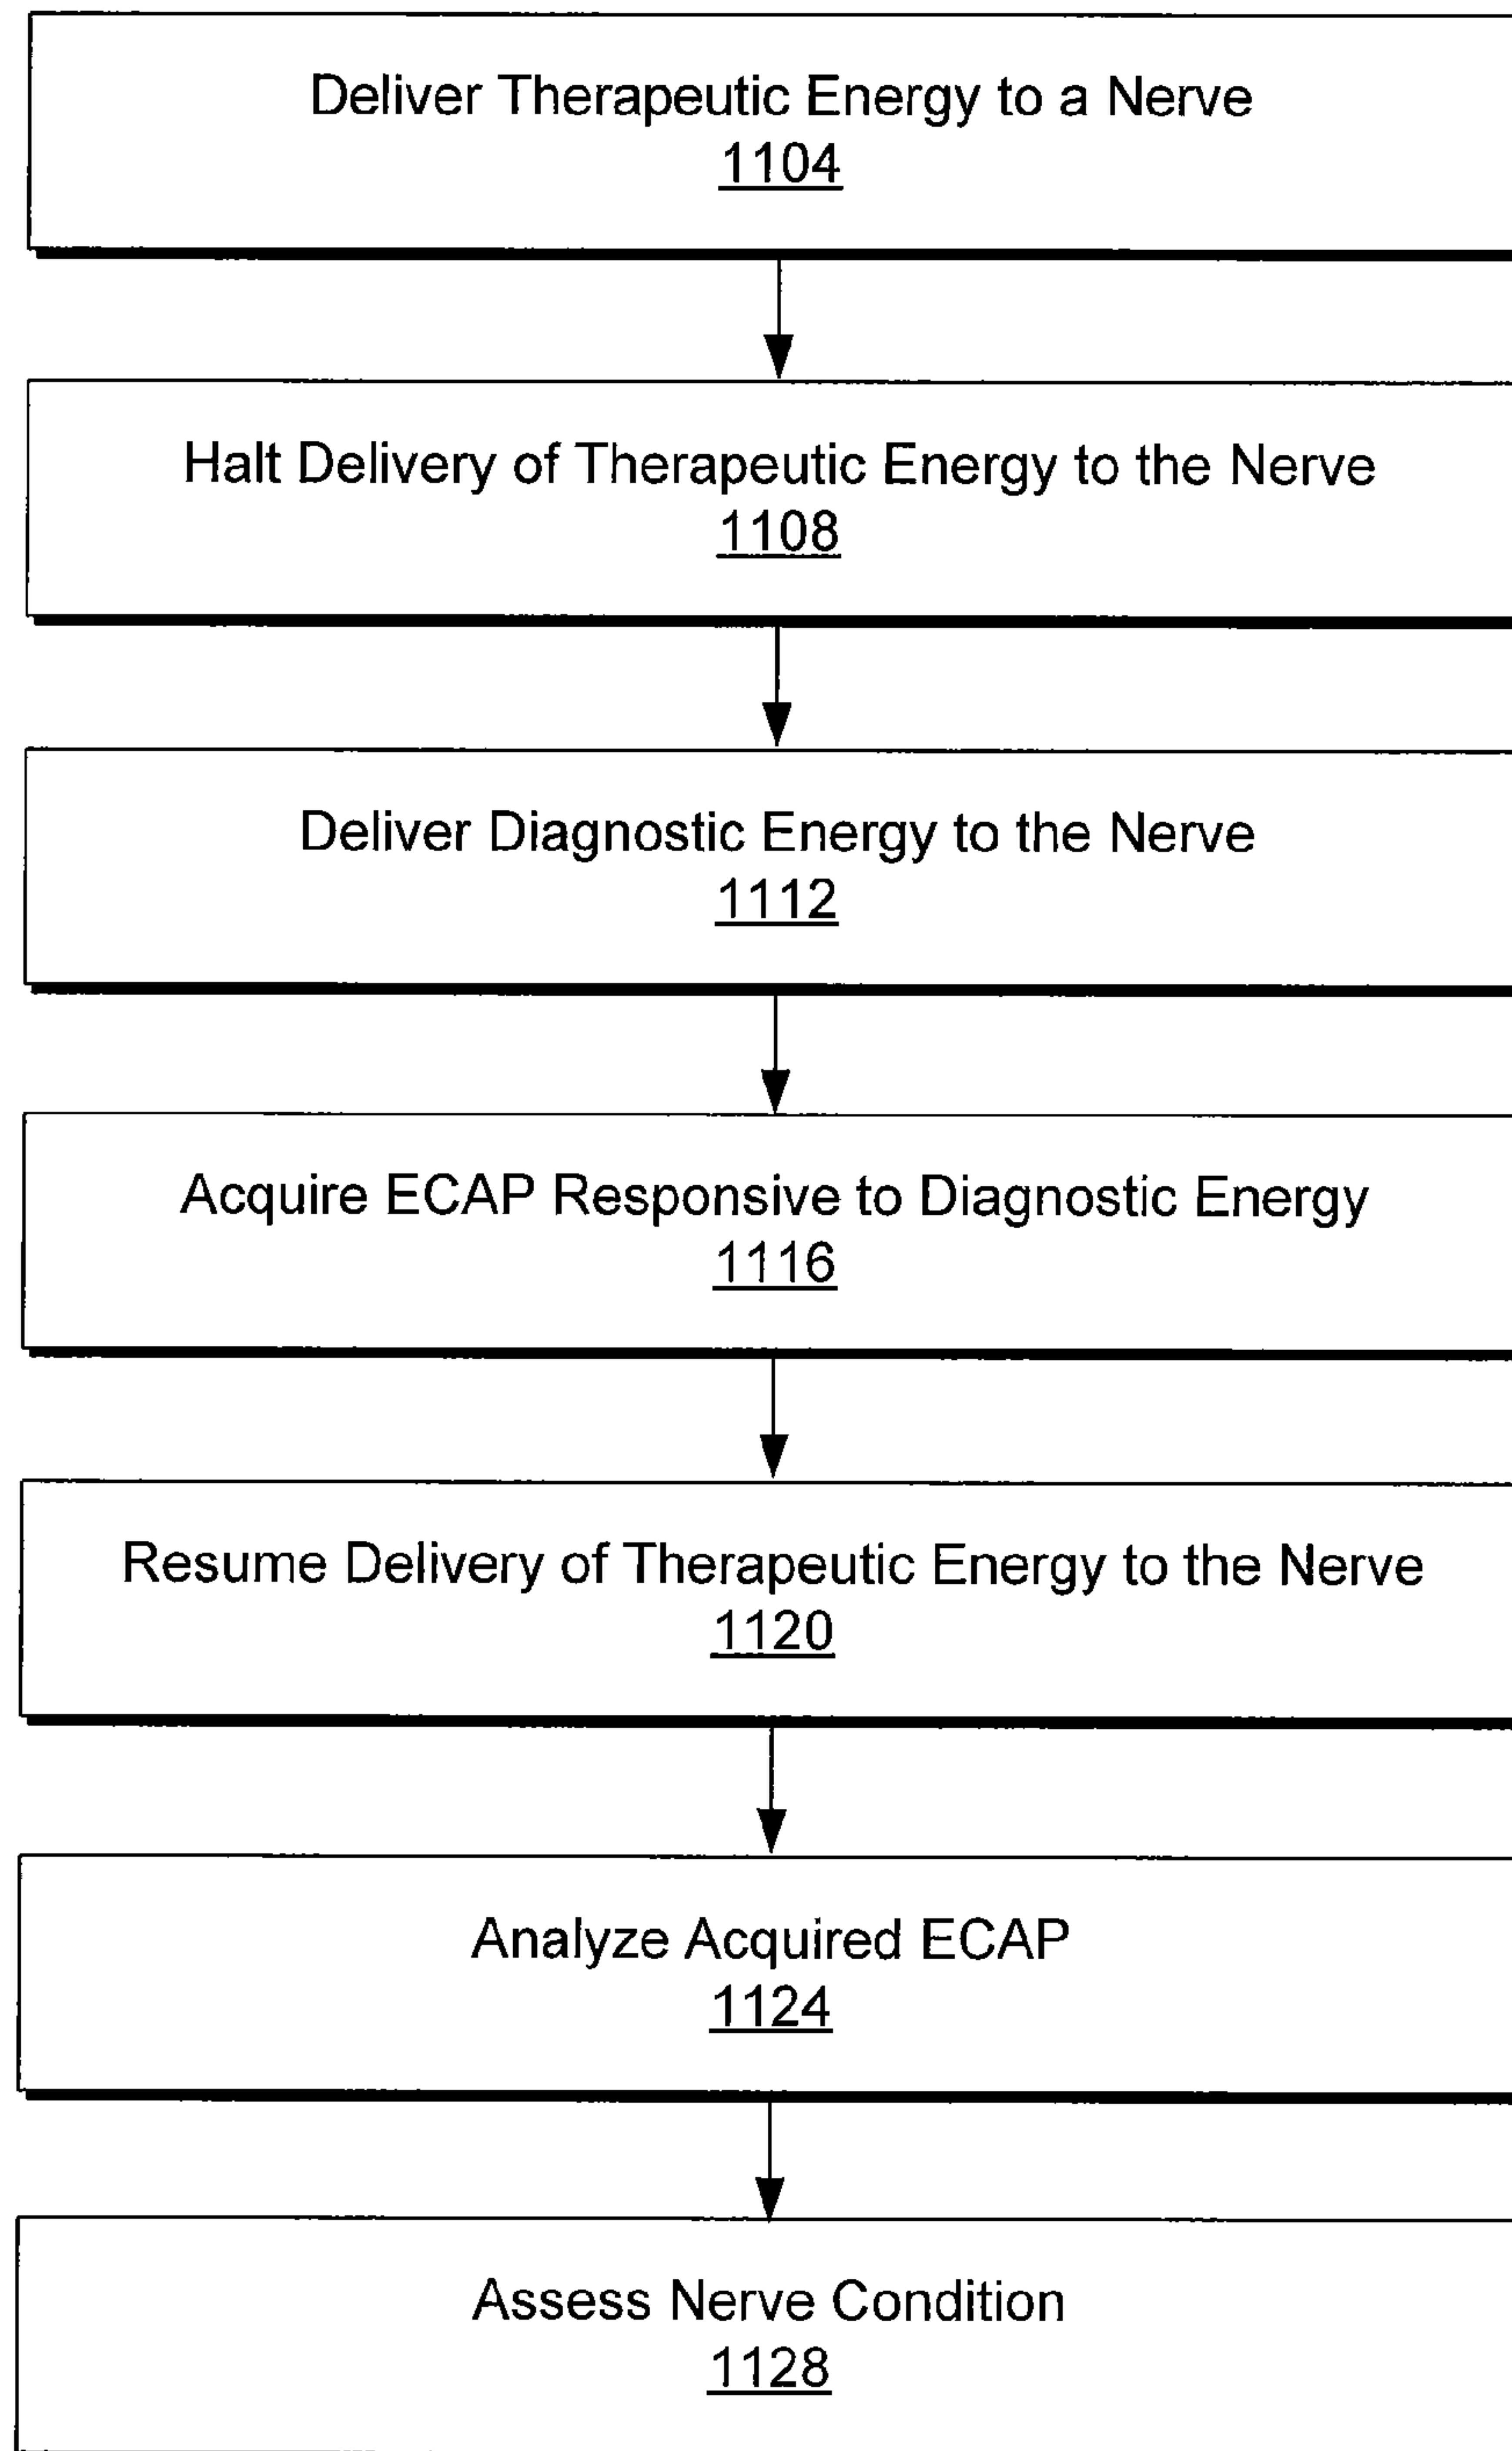 Deliver Therapeutic Energy to a Nerve
1104
Halt Delivery of Therapeutic Energy to the Nerve
1108
Deliver Diagnostic Energy to the Nerve
1112
Acquire ECAP Responsive to Diagnostic Energy
1116
Resume Delivery of Therapeutic Energy to the Nerve
1120
Analyze Acquired ECAP
1124
Assess Nerve Condition
1128